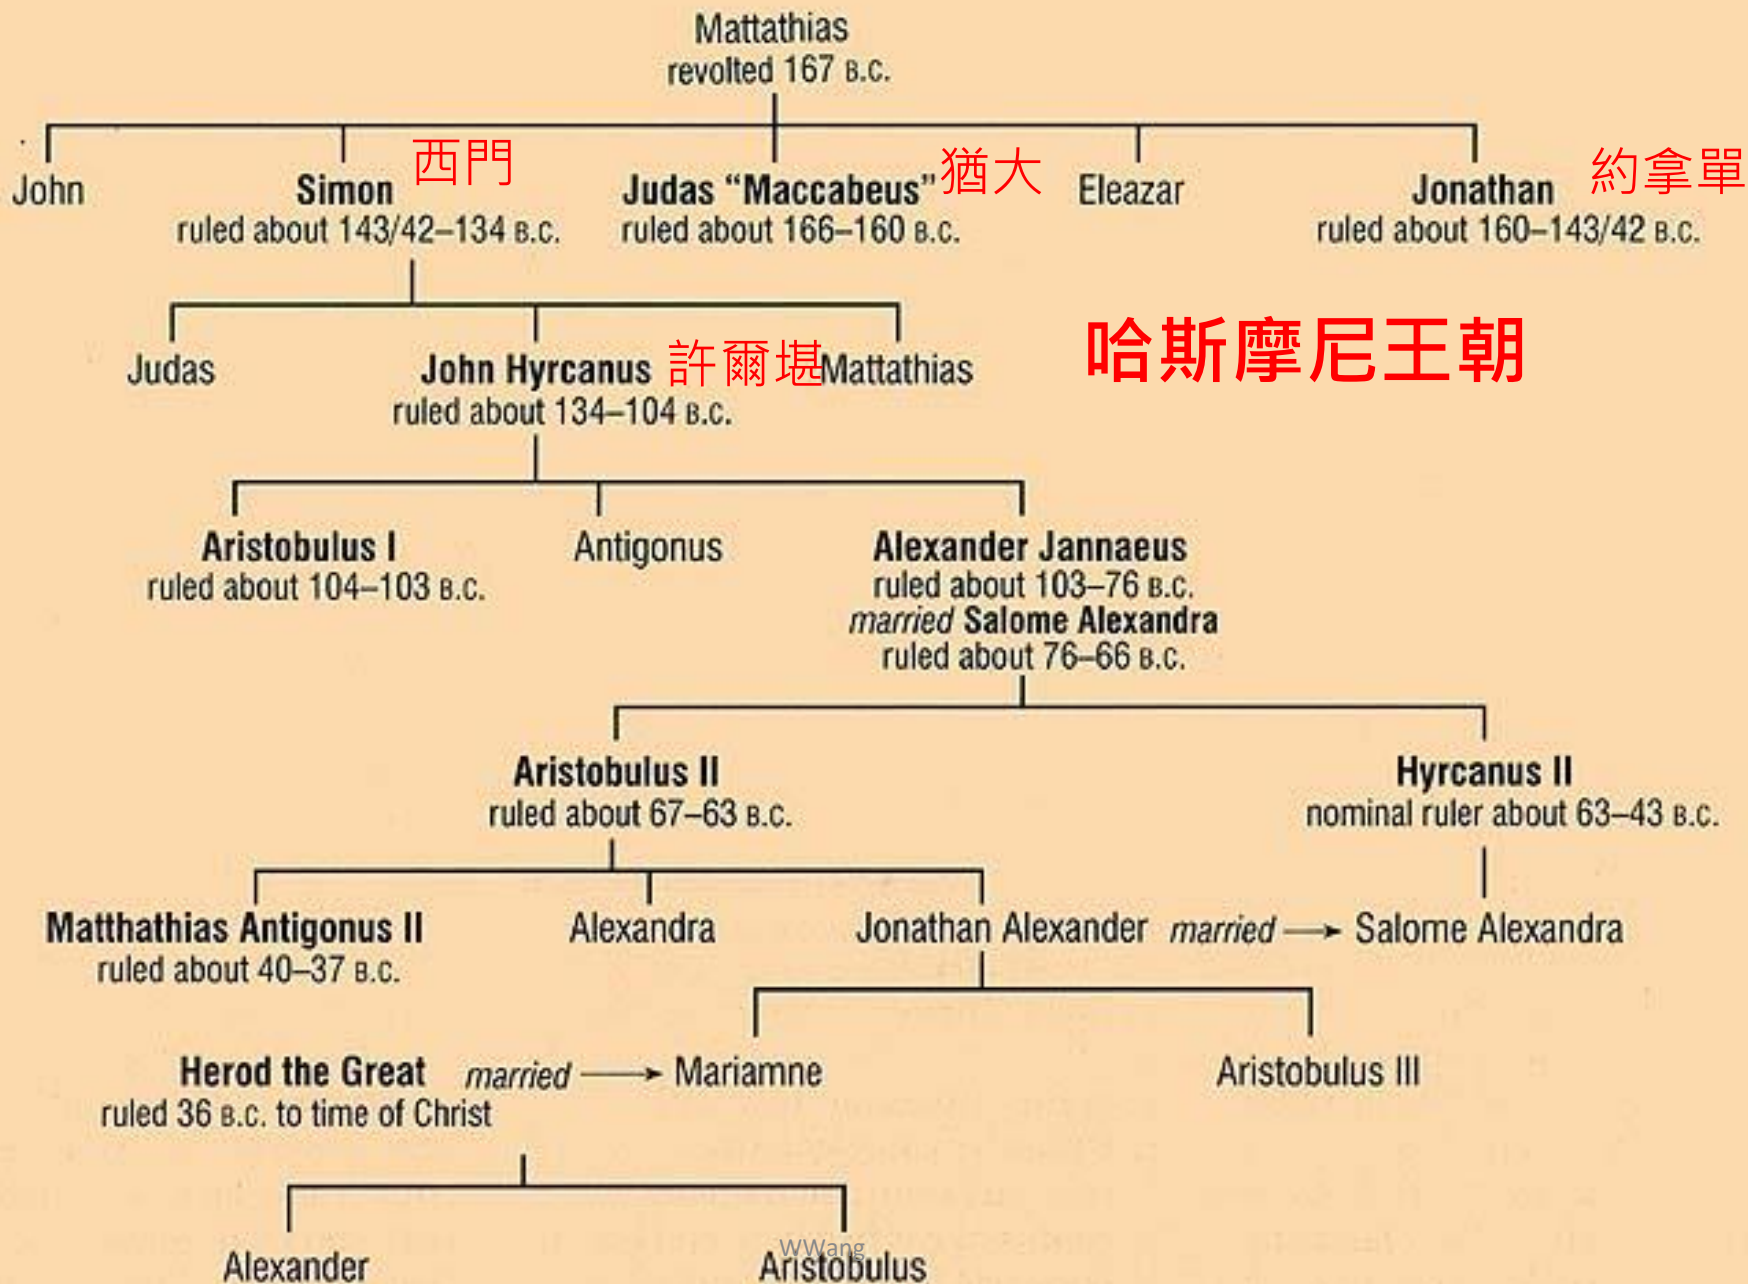 Mattathias
revolted 167 B.C.
John
Simon 西門
ruled about 143/42–134 B.C.
Judas “Maccabeus” 猶大
ruled about 166–160 B.C.
Eleazar
Jonathan 約拿單
ruled about 160–143/42 B.C.
哈斯摩尼王朝
Judas
John Hyrcanus 許爾堪
ruled about 134–104 B.C.
Mattathias
Aristobulus I
ruled about 104–103 B.C.
Antigonus
Alexander Jannaeus
ruled about 103–76 B.C.
married Salome Alexandra
ruled about 76–66 B.C.
Aristobulus II
ruled about 67–63 B.C.
Hyrcanus II
nominal ruler about 63–43 B.C.
Matthathias Antigonus II
ruled about 40–37 B.C.
Alexandra
Jonathan Alexander married → Salome Alexandra
Herod the Great married → Mariamne
ruled 36 B.C. to time of Christ
Aristobulus III
Alexander
Aristobulus
WWang